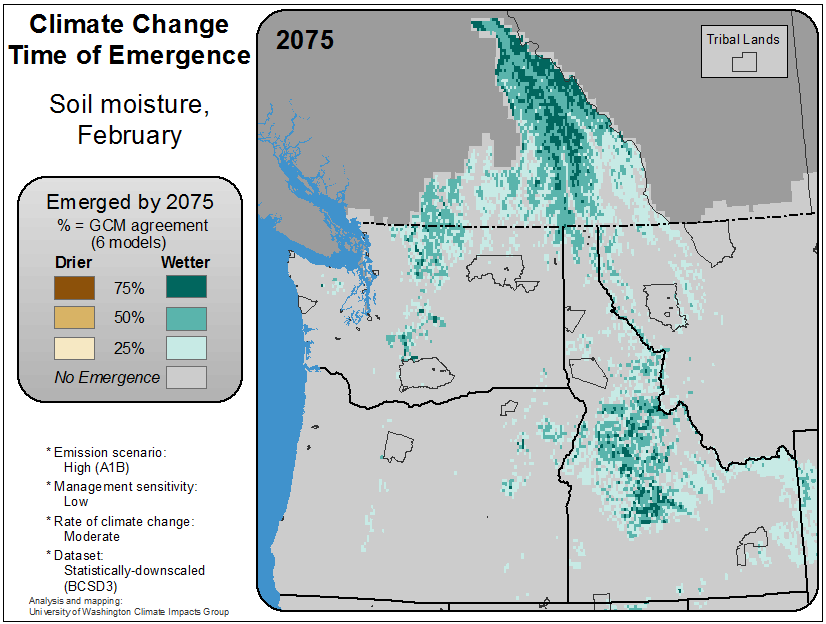 Climate Change
Time of Emergence
Soil moisture,
February
Emerged by 2075
% = GCM agreement
(6 models)
Drier Wetter
75%
50%
25%
No Emergence
* Emission scenario:
High (A1B)
* Management sensitivity:
Low
* Rate of climate change:
Moderate
* Dataset:
Statistically-downscaled
(BCSD3)
Analysis and mapping:
University of Washington Climate Impacts Group
2075
Tribal Lands